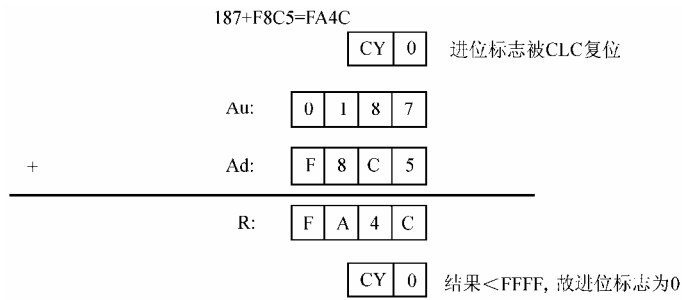 187+F8C5=FA4C
CY 0 进位标志被CLC复位
Au: 0 1 8 7
+ Ad: F 8 C 5
R: F A 4 C
CY 0 结果<FFFF, 故进位标志为0